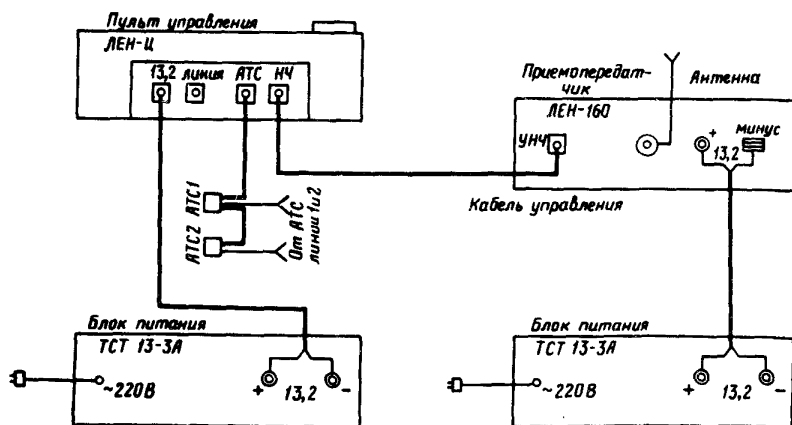 Пульт управления
ЛЕН-Ц
13,2 линия АТС НЧ
Приемопередат-
чик
Антенна
ЛЕН-160
УНЧ
+
13,2
минус
Кабель управления
АТС1
АТС2
От АТС
линии 1и2
Блок питания
ТСТ 13-3А
~220В
+ 13,2 -
Блок питания
ТСТ 13-3А
~220В
+ 13,2 -